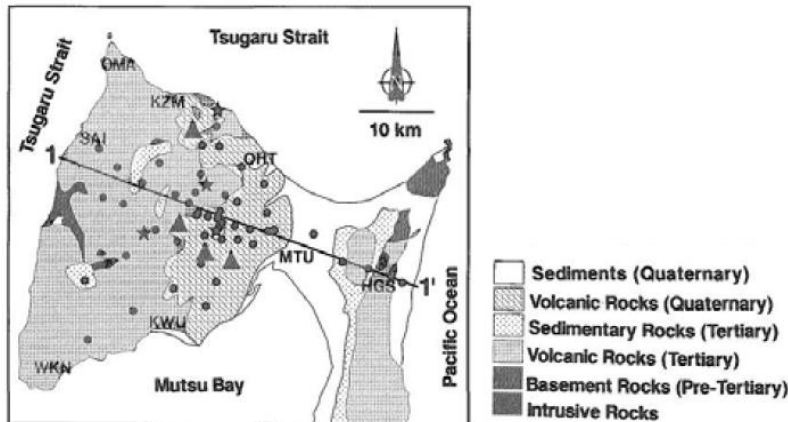 Tsugaru Strait
Tsugaru Strait
OMA
KZM
10 km
SAI
1
OHT
MTU
HGS
1'
KWU
WKN
Mutsu Bay
Pacific Ocean
Sediments (Quaternary)
Volcanic Rocks (Quaternary)
Sedimentary Rocks (Tertiary)
Volcanic Rocks (Tertiary)
Basement Rocks (Pre-Tertiary)
Intrusive Rocks